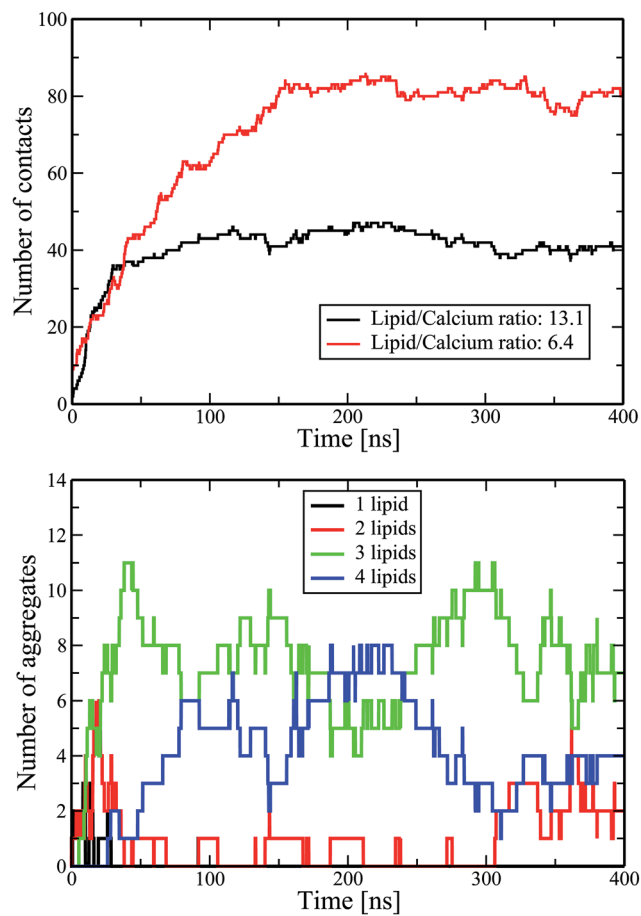 100
80
60
40
20
0
Number of contacts
Lipid/Calcium ratio: 13.1
Lipid/Calcium ratio: 6.4
0 100 200 300 400
Time [ns]
14
12
10
8
6
4
2
0
Number of aggregates
1 lipid
2 lipids
3 lipids
4 lipids
0 100 200 300 400
Time [ns]